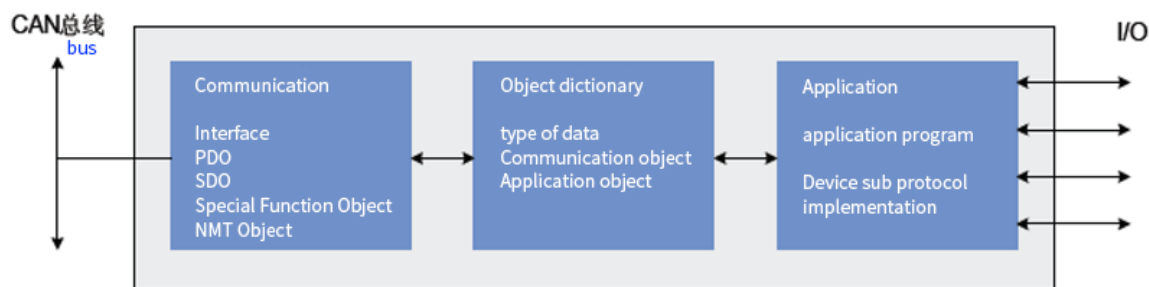 CAN总线
bus
I/O
Communication
Interface
PDO
SDO
Special Function Object
NMT Object
Object dictionary
type of data
Communication object
Application object
Application
application program
Device sub protocol
implementation